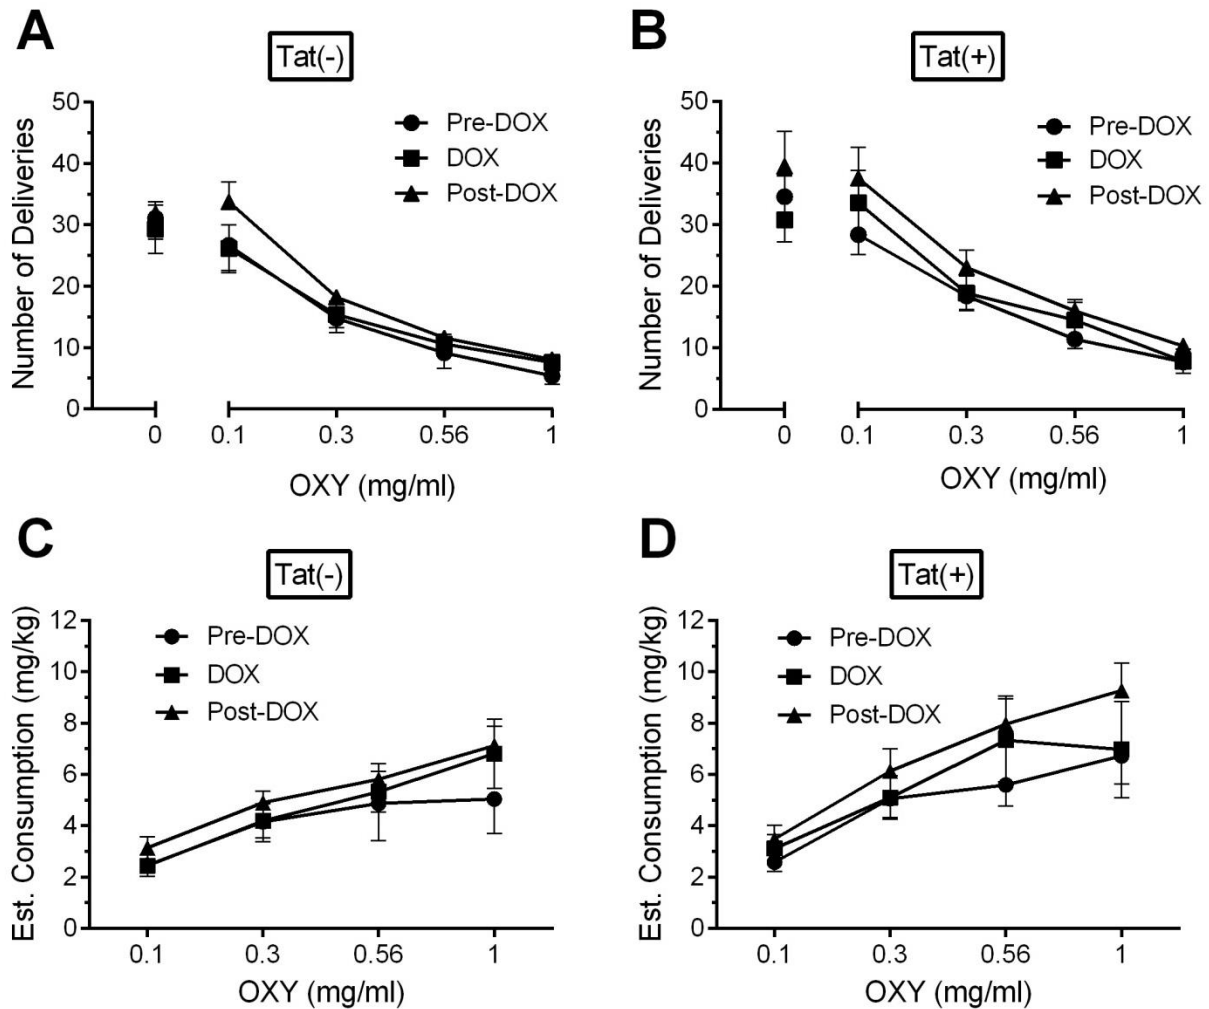 A
Tat(-)
Number of Deliveries
50
40
30
20
10
0
Pre-DOX
DOX
Post-DOX
0
0.1
0.3
0.56
1
OXY (mg/ml)
B
Tat(+)
Number of Deliveries
50
40
30
20
10
0
Pre-DOX
DOX
Post-DOX
0
0.1
0.3
0.56
1
OXY (mg/ml)
C
Tat(-)
Est. Consumption (mg/kg)
12
10
8
6
4
2
0
Pre-DOX
DOX
Post-DOX
0.1
0.3
0.56
1
OXY (mg/ml)
D
Tat(+)
Est. Consumption (mg/kg)
12
10
8
6
4
2
0
Pre-DOX
DOX
Post-DOX
0.1
0.3
0.56
1
OXY (mg/ml)